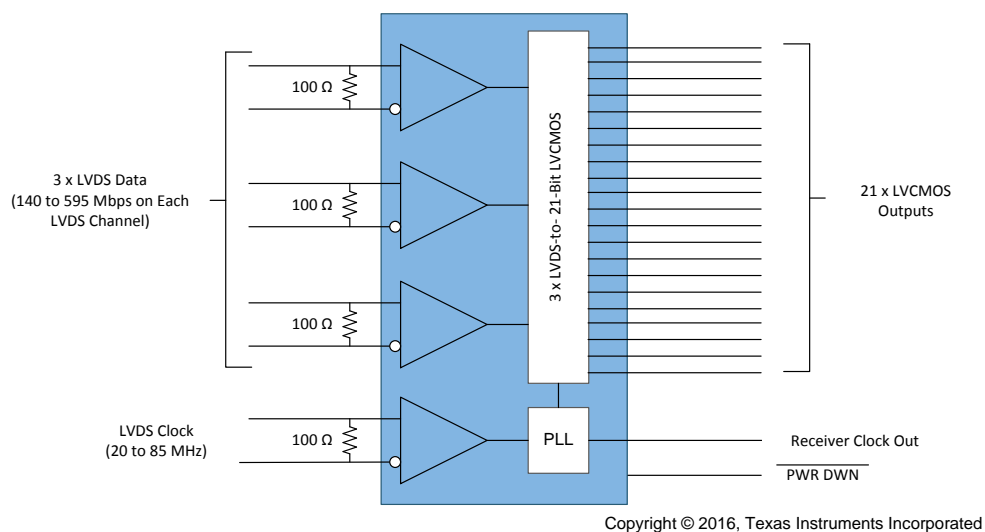 100 Ω
100 Ω
3 x LVDS Data
(140 to 595 Mbps on Each
LVDS Channel)
100 Ω
3 x LVDS-to- 21-Bit LVCMOS
21 x LVCMOS
Outputs
LVDS Clock
(20 to 85 MHz)
100 Ω
PLL
Receiver Clock Out
PWR DWN
Copyright © 2016, Texas Instruments Incorporated